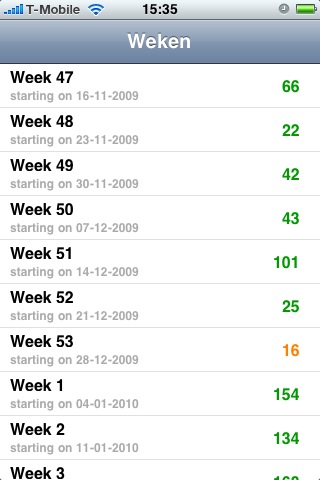 T-Mobile 15:35
Weken
Week 47
starting on 16-11-2009
66
Week 48
starting on 23-11-2009
22
Week 49
starting on 30-11-2009
42
Week 50
starting on 07-12-2009
43
Week 51
starting on 14-12-2009
101
Week 52
starting on 21-12-2009
25
Week 53
starting on 28-12-2009
16
Week 1
starting on 04-01-2010
154
Week 2
starting on 11-01-2010
134
Week 3